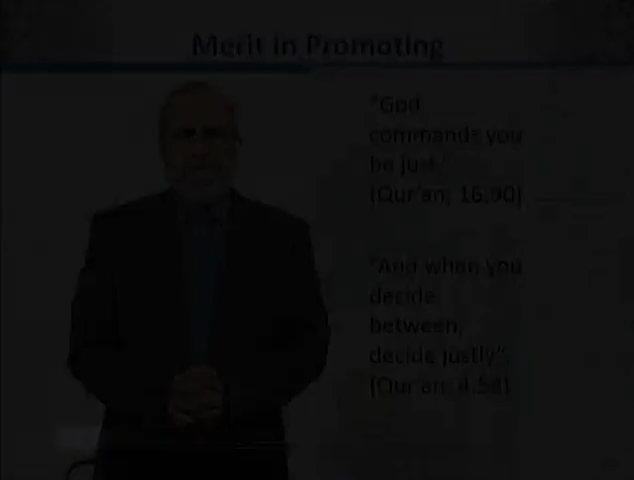 Merit in Promoting
"God
commands you
be just."
(Qur'an; 16:90)
"And when you
decide
between,
decide justly".
(Qur'an: 4:58)